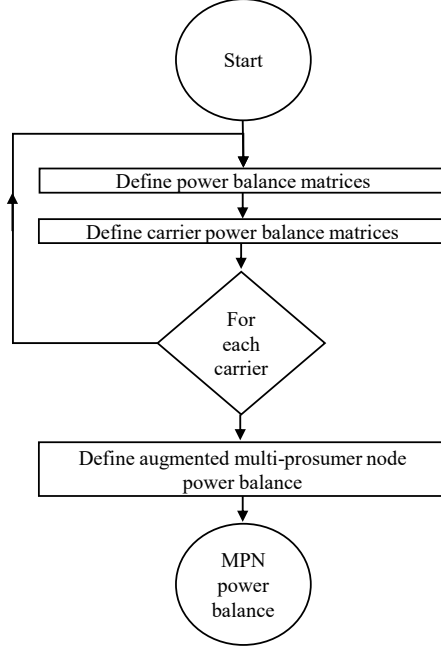 Start
Define power balance matrices
Define carrier power balance matrices
For
each
carrier
Define augmented multi-prosumer node
power balance
MPN
power
balance